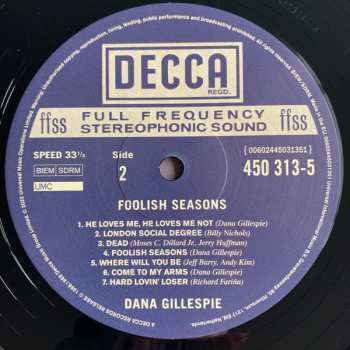 DECCA
REGD.
ffss
FULL FREQUENCY
STEREOPHONIC SOUND
ffss
SPEED 33⅓
Side
2
( 00602445031351 )
450 313-5
BIEM SDRM
UMC
FOOLISH SEASONS
1. HE LOVES ME, HE LOVES ME NOT (Dana Gillespie)
2. LONDON SOCIAL DEGREE (Billy Nichols)
3. DEAD (Moses C. Dillard Jr., Jerry Huffman)
4. FOOLISH SEASONS (Dana Gillespie)
5. WHERE WILL YOU BE (Jeff Barry, Andy Kim)
6. COME TO MY ARMS (Dana Gillespie)
7. HARD LOVIN' LOSER (Richard Fariña)
DANA GILLESPIE
A DECCA RECORDS RELEASE